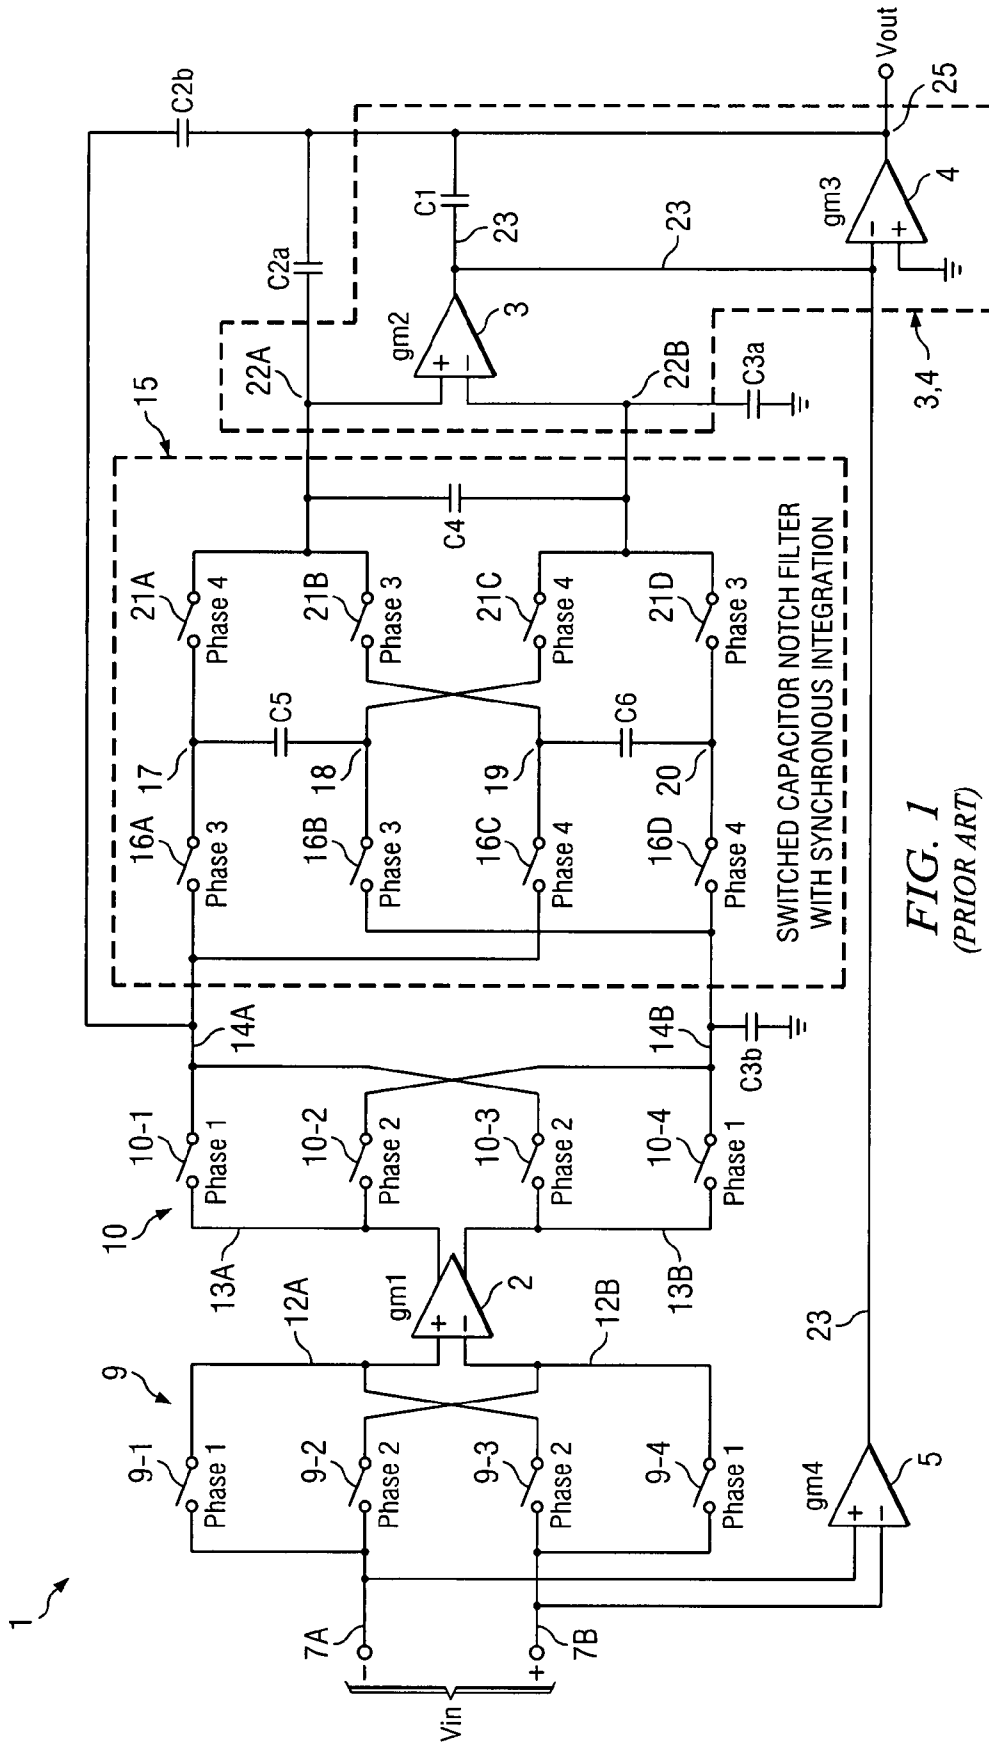 1
Vin
-
+
7A
7B
9
9-1
Phase 1
9-2
Phase 2
9-3
Phase 2
9-4
Phase 1
12A
12B
gm1
+
-
2
gm4
+
-
5
23
13A
13B
10
10-1
Phase 1
10-2
Phase 2
10-3
Phase 2
10-4
Phase 1
14A
14B
C3b
15
16A
Phase 3
16B
Phase 3
16C
Phase 4
16D
Phase 4
17
C5
18
19
C6
20
21A
Phase 4
21B
Phase 3
21C
Phase 4
21D
Phase 3
C4
SWITCHED CAPACITOR NOTCH FILTER
WITH SYNCHRONOUS INTEGRATION
22A
22B
C3a
gm2
+
-
3
C2a
C2b
C1
23
23
3,4
gm3
-
+
4
25
Vout
FIG. 1
(PRIOR ART)